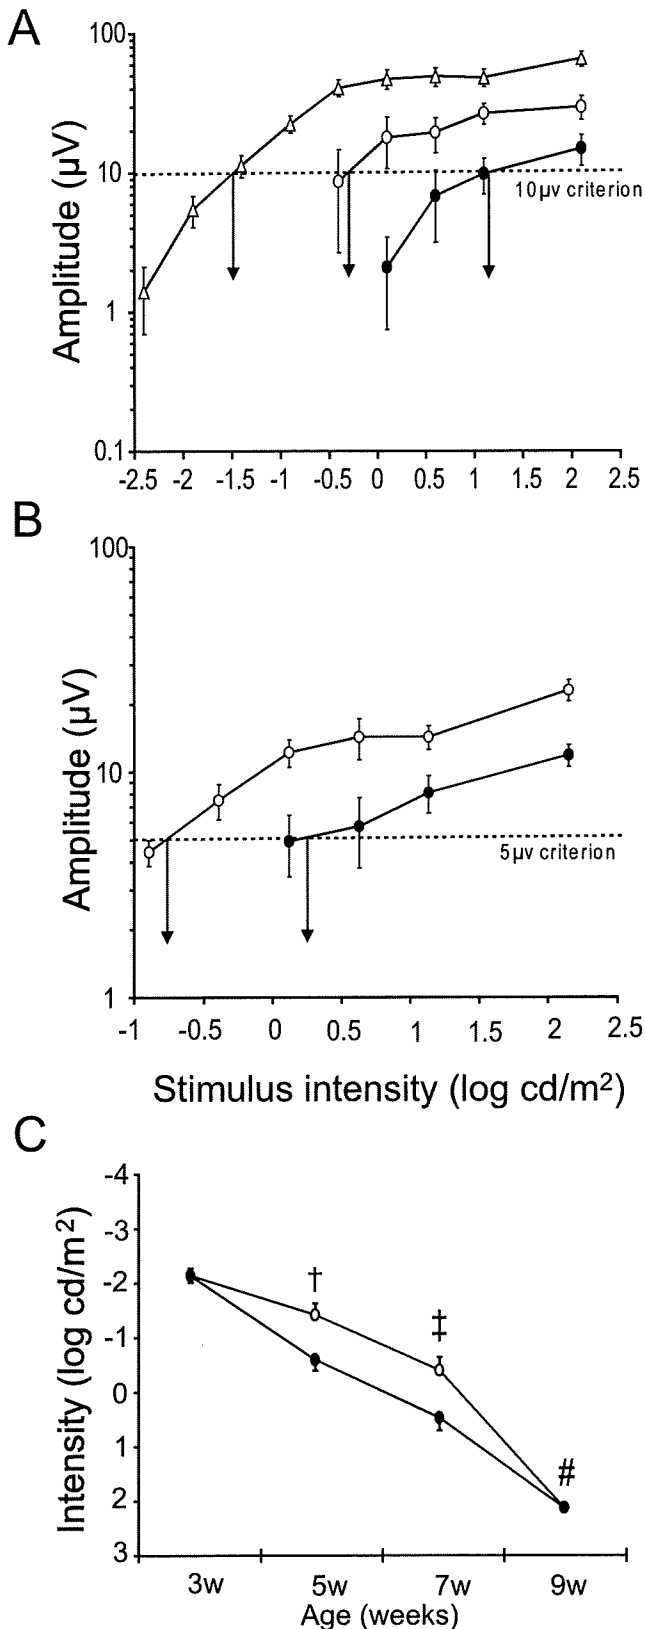 A
100
10
1
0.1
Amplitude (µV)
10µv criterion
-2.5 -2 -1.5 -1 -0.5 0 0.5 1 1.5 2 2.5
B
100
10
1
Amplitude (µV)
5µv criterion
-1 -0.5 0 0.5 1 1.5 2 2.5
Stimulus intensity (log cd/m²)
C
-4
-3
-2
-1
0
1
2
3
Intensity (log cd/m²)
†
‡
#
3w 5w 7w 9w
Age (weeks)